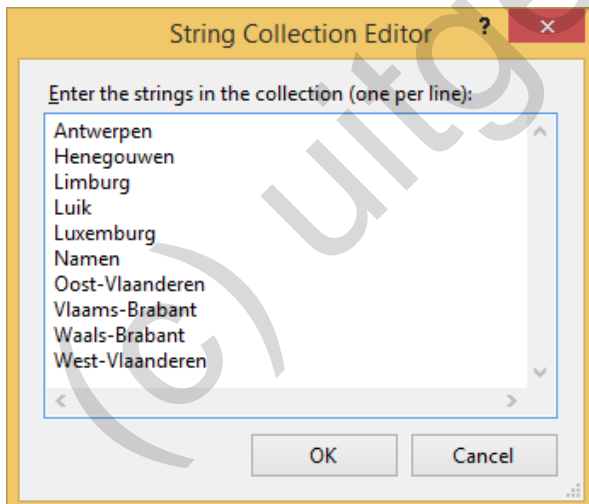 String Collection Editor ? ×
Enter the strings in the collection (one per line):
Antwerpen
Henegouwen
Limburg
Luik
Luxemburg
Namen
Oost-Vlaanderen
Vlaams-Brabant
Waals-Brabant
West-Vlaanderen
OK Cancel
(c) uitg